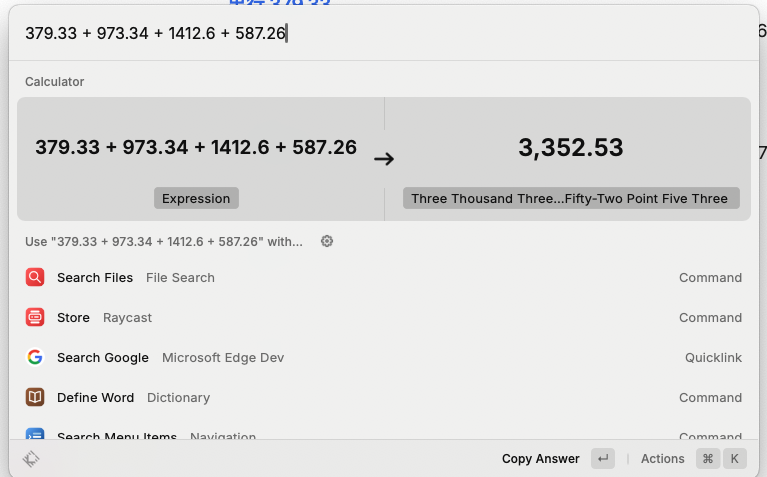 379.33 + 973.34 + 1412.6 + 587.26
Calculator
379.33 + 973.34 + 1412.6 + 587.26 → 3,352.53
Expression Three Thousand Three...Fifty-Two Point Five Three
Use "379.33 + 973.34 + 1412.6 + 587.26" with...
Search Files File Search Command
Store Raycast Command
Search Google Microsoft Edge Dev Quicklink
Define Word Dictionary Command
Search Menu Items Navigation Command
Copy Answer ↵ Actions ⌘ K